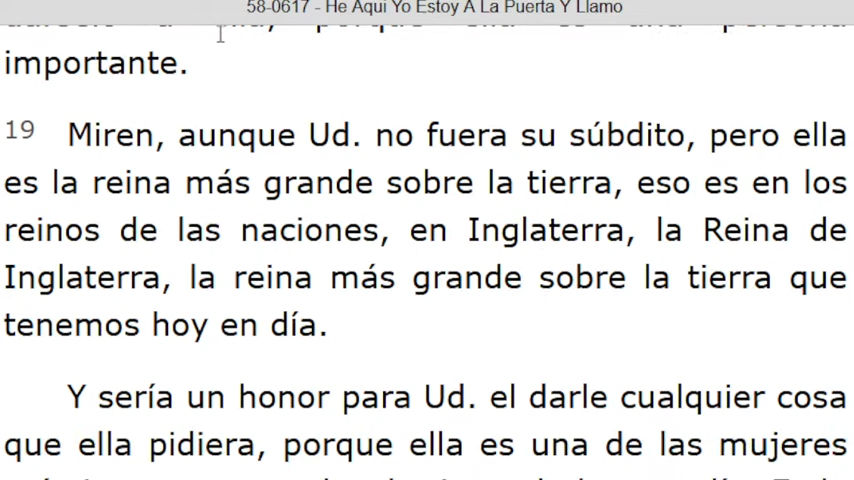 58-0617 - He Aqui Yo Estoy A La Puerta Y Llamo
importante.
19 Miren, aunque Ud. no fuera su súbdito, pero ella
es la reina más grande sobre la tierra, eso es en los
reinos de las naciones, en Inglaterra, la Reina de
Inglaterra, la reina más grande sobre la tierra que
tenemos hoy en día.
Y sería un honor para Ud. el darle cualquier cosa
que ella pidiera, porque ella es una de las mujeres